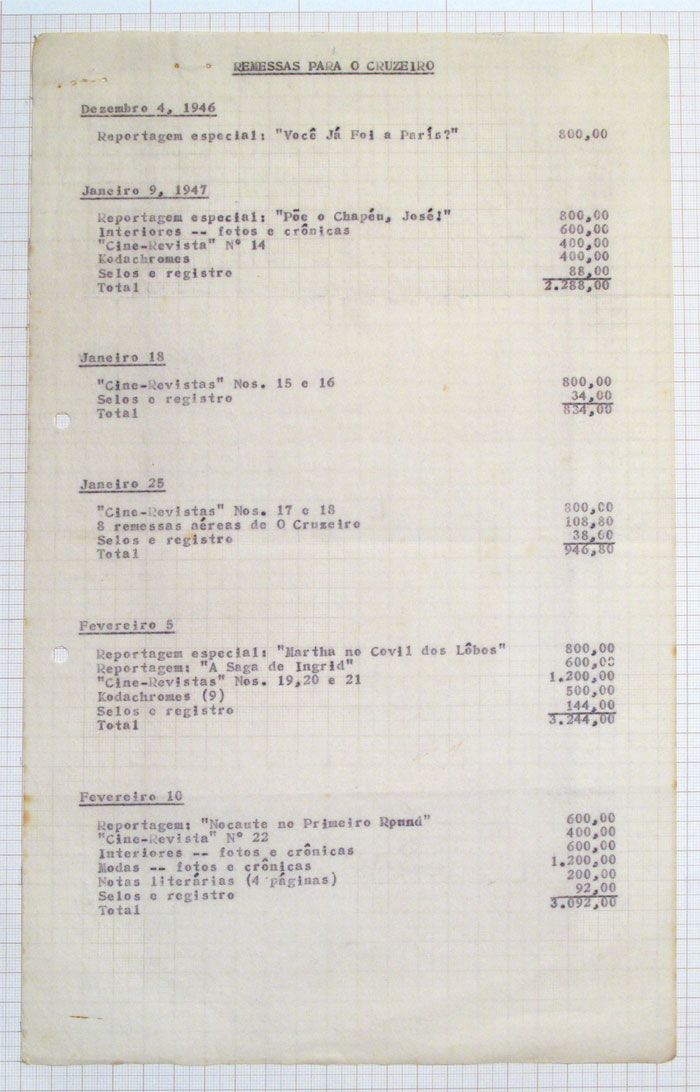 REMESSAS PARA O CRUZEIRO
Dezembro 4, 1946
Reportagem especial: "Você Já Foi a París?" 800,00
Janeiro 9, 1947
Reportagem especial: "Põe o Chapéu, José!" 800,00
Interiores -- fotos e crônicas 600,00
"Cine-Revista" Nº 14 400,00
Kodachromes 400,00
Selos e registro 88,00
Total 2.288,00
Janeiro 18
"Cine-Revistas" Nos. 15 e 16 800,00
Selos e registro 34,00
Total 834,00
Janeiro 25
"Cine-Revistas" Nos. 17 e 18 800,00
8 remessas aéreas de O Cruzeiro 108,80
Selos e registro 38,00
Total 946,80
Fevereiro 5
Reportagem especial: "Martha no Covil dos Lôbos" 800,00
Reportagem: "A Saga de Ingrid" 600,00
"Cine-Revistas" Nos. 19,20 e 21 1.200,00
Kodachromes (9) 500,00
Selos e registro 144,00
Total 3.244,00
Fevereiro 10
Reportagem: "Nocaute no Primeiro Round" 600,00
"Cine-Revista" Nº 22 400,00
Interiores -- fotos e crônicas 600,00
Modas -- fotos e crônicas 1.200,00
Notas literárias (4 páginas) 200,00
Selos e registro 92,00
Total 3.092,00